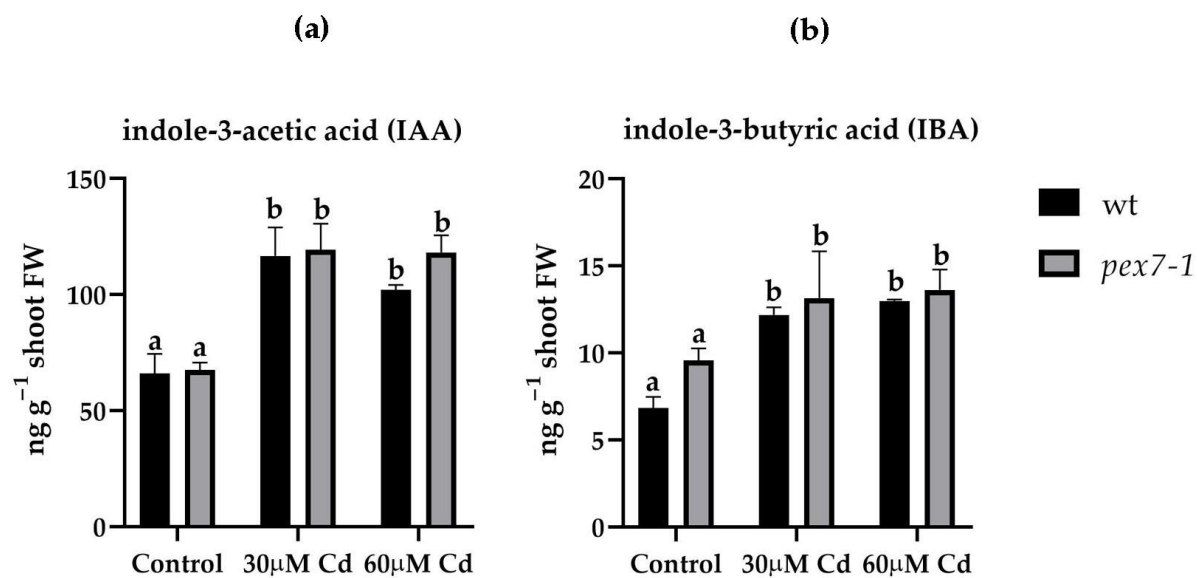 (a)
indole-3-acetic acid (IAA)
ng g⁻¹ shoot FW
150
100
50
0
a a b b b b
Control 30μM Cd 60μM Cd
(b)
indole-3-butyric acid (IBA)
ng g⁻¹ shoot FW
20
15
10
5
0
a a b b b b
Control 30μM Cd 60μM Cd
wt
pex7-1